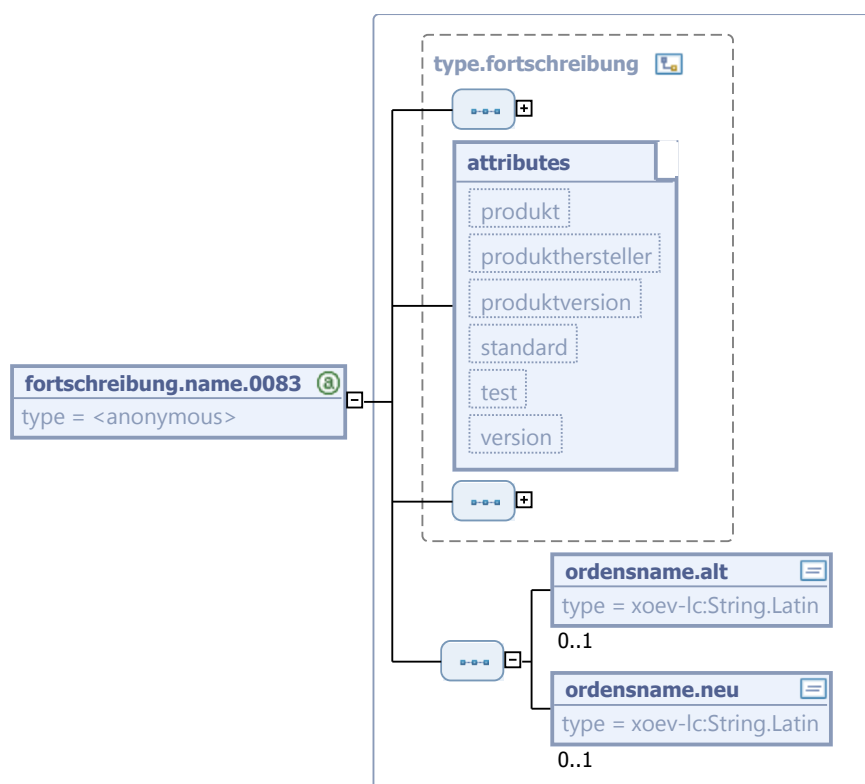 type.fortschreibung
attributes
produkt
produkthersteller
produktversion
standard
test
version
fortschreibung.name.0083
type = <anonymous>
ordensname.alt
type = xoev-lc:String.Latin
0..1
ordensname.neu
type = xoev-lc:String.Latin
0..1